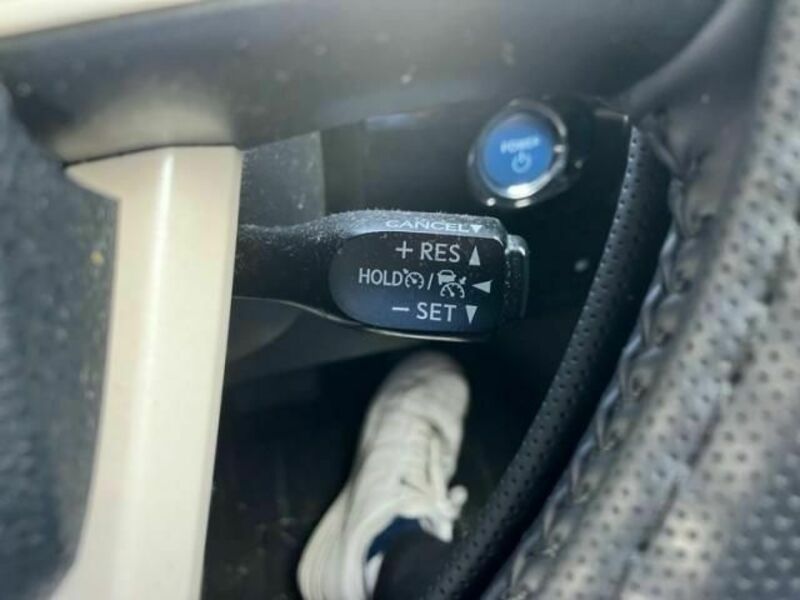 POWER
CANCEL▼
+ RES ▲
HOLD / ◀
− SET ▼